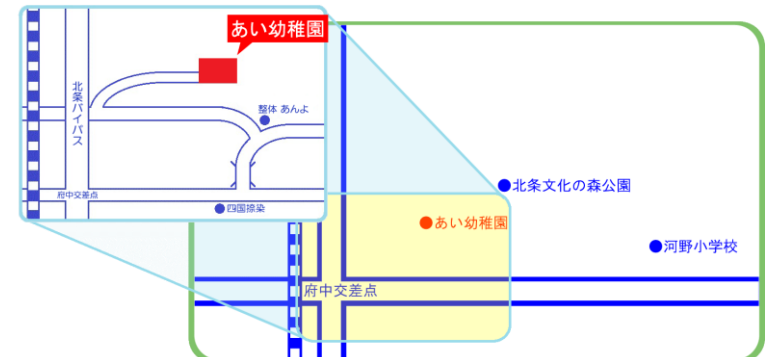 あい幼稚園
北条バイパス
整体 あんよ
府中交差点
四国捺染
北条文化の森公園
あい幼稚園
河野小学校
府中交差点